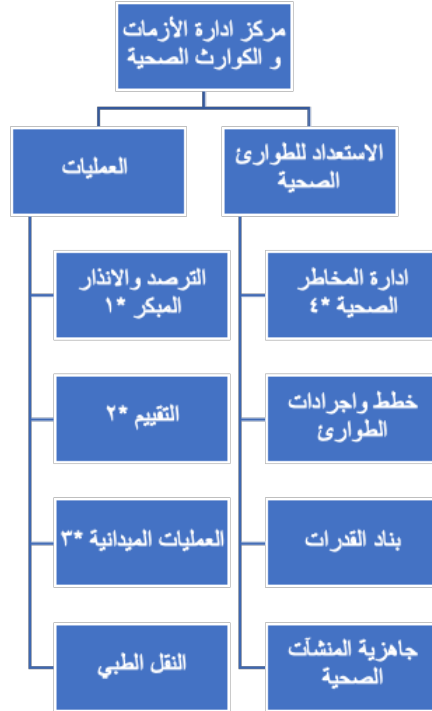 مركز ادارة الأزمات
و الكوارث الصحية
الاستعداد للطوارئ
الصحية
العمليات
ادارة المخاطر
الصحية *٤
خطط واجرادات
الطوارئ
بناد القدرات
جاهزية المنشآت
الصحية
الترصد والانذار
المبكر *١
التقييم *٢
العمليات الميدانية *٣
النقل الطبي